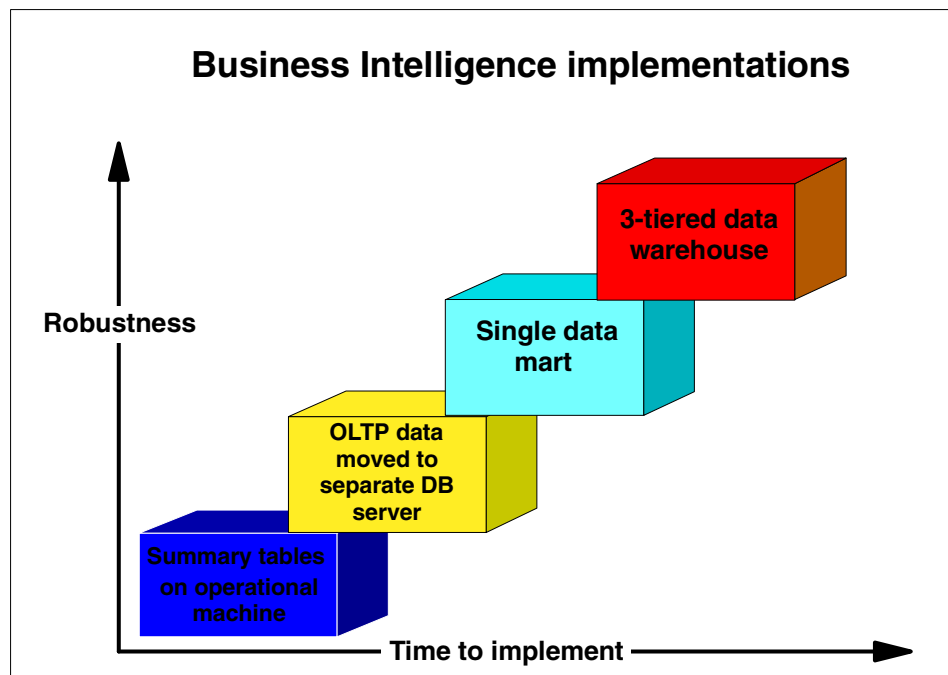 Business Intelligence implementations
3-tiered data
warehouse
Robustness
Single data
mart
OLTP data
moved to
separate DB
server
Summary tables
on operational
machine
Time to implement